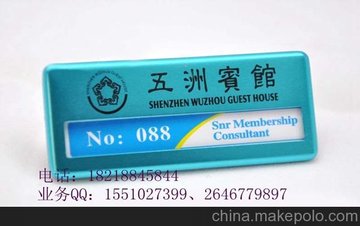 五洲賓館
SHENZHEN WUZHOU GUEST HOUSE
No: 088
Snr Membership
Consultant
电话: 18218845844
业务QQ: 1551027399、2646779897
china.makepolo.com